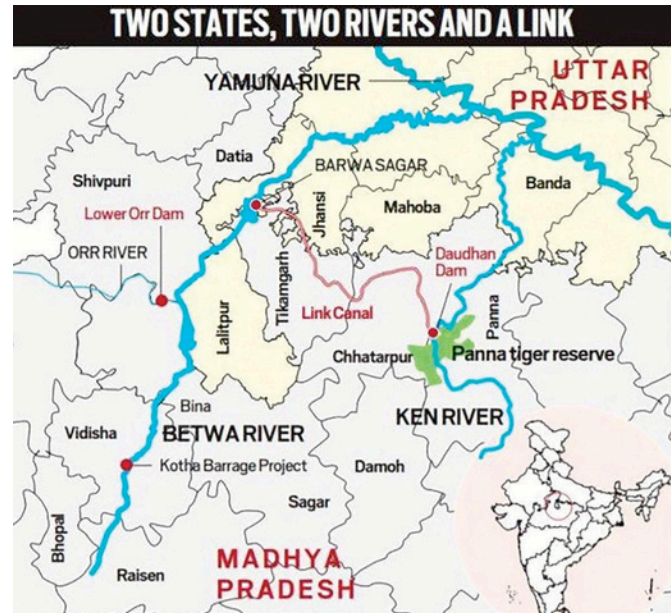 TWO STATES, TWO RIVERS AND A LINK
YAMUNA RIVER
UTTAR
PRADESH
Datia
BARWA SAGAR
Shivpuri
Banda
Jhansi
Mahoba
Lower Orr Dam
ORR RIVER
Daudhan
Dam
Tikamgarh
Link Canal
Panna
Lalitpur
Chhatarpur
Panna tiger reserve
Bina
KEN RIVER
Vidisha
BETWA RIVER
Kotha Barrage Project
Damoh
Sagar
Bhopal
Raisen
MADHYA
PRADESH